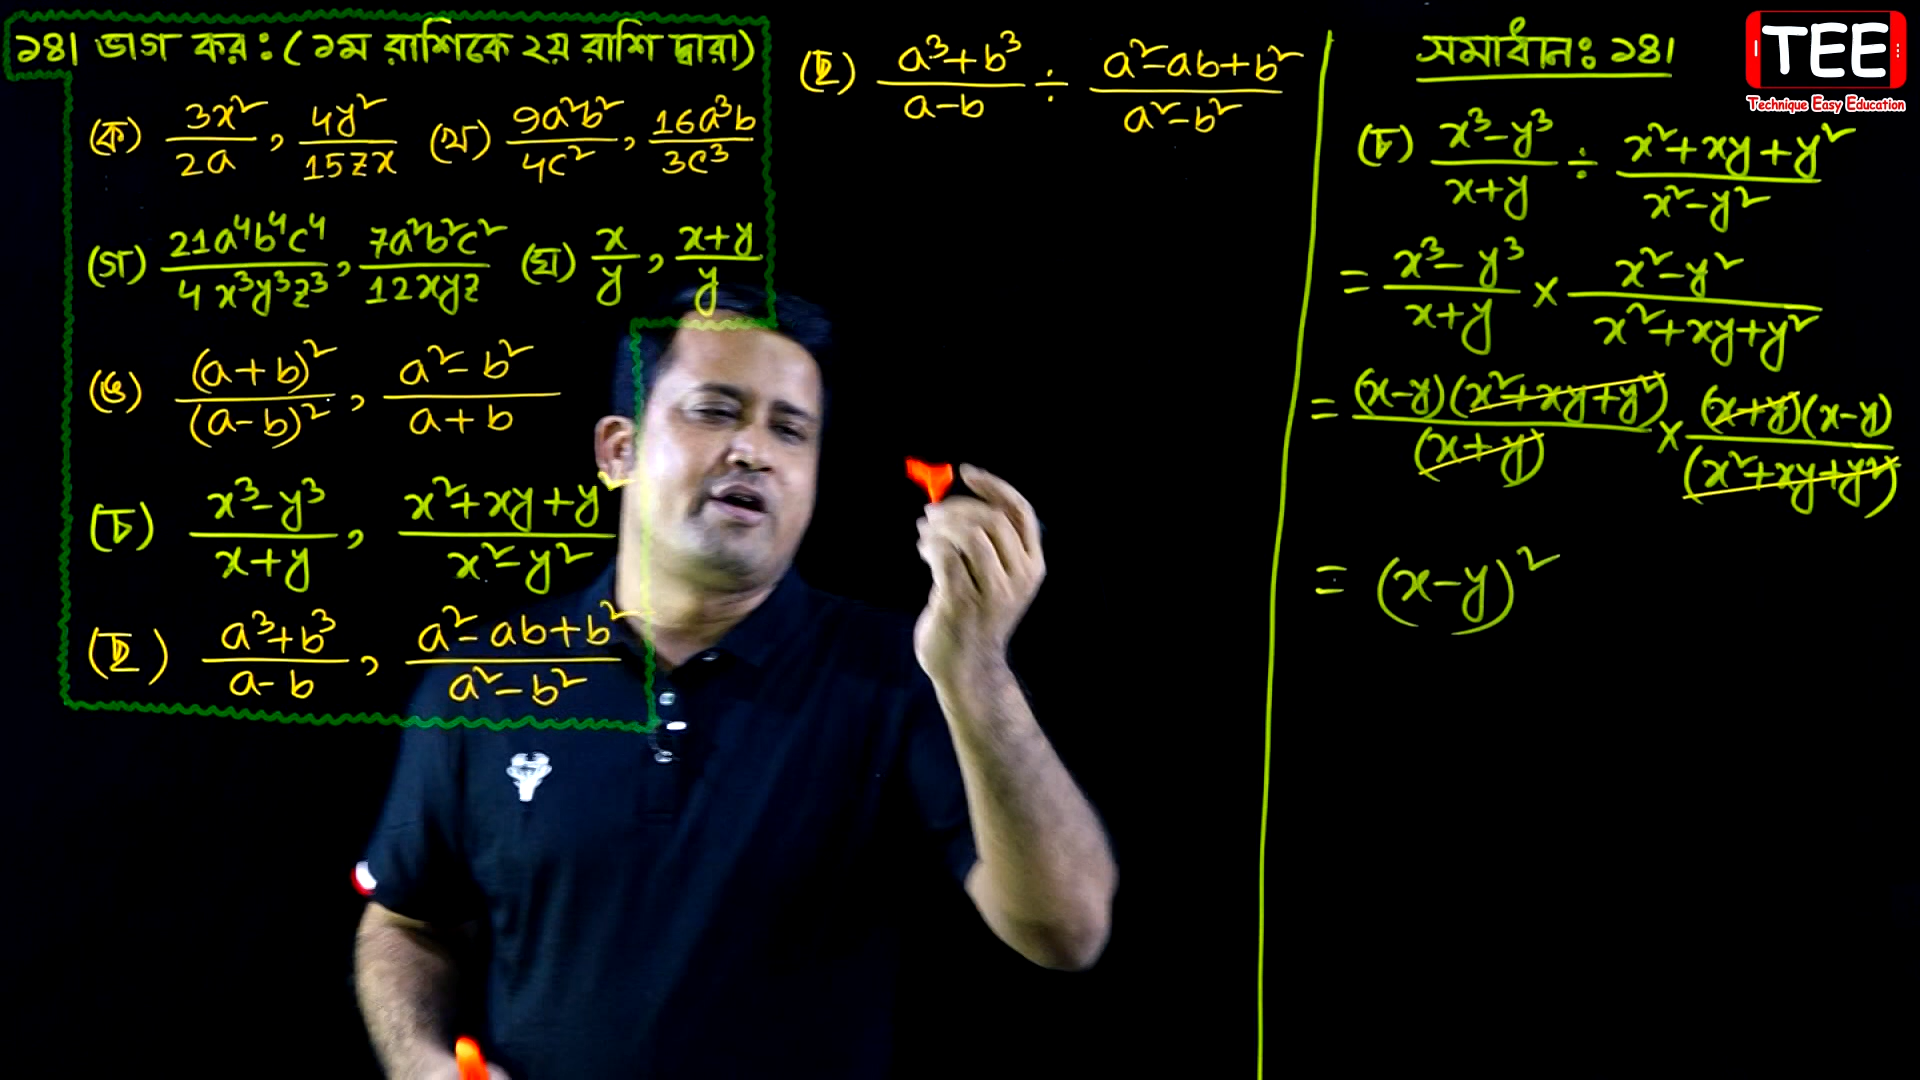 ১৪। ভাগ কর : ( ১ম রাশিকে ২য় রাশি দ্বারা)
(ক) 3x²/2a , 4y²/15zx (খ) 9a²b²/4c² , 16a³b/3c³
(গ) 21a⁴b⁴c⁴/4x³y³z³ , 7a²b²c²/12xyz (ঘ) x/y , x+y/y
(ঙ) (a+b)²/(a-b)² , a²-b²/a+b
(চ) x³-y³/x+y , x²+xy+y²/x²-y²
(ছ) a³+b³/a-b , a²-ab+b²/a²-b²
(ছ) a³+b³/a-b ÷ a²-ab+b²/a²-b²
সমাধান: ১৪।
(চ) x³-y³/x+y ÷ x²+xy+y²/x²-y²
= x³-y³/x+y × x²-y²/x²+xy+y²
= (x-y)(x²+xy+y²)/(x+y) × (x+y)(x-y)/(x²+xy+y²)
= (x-y)²
TEE
Technique Easy Education